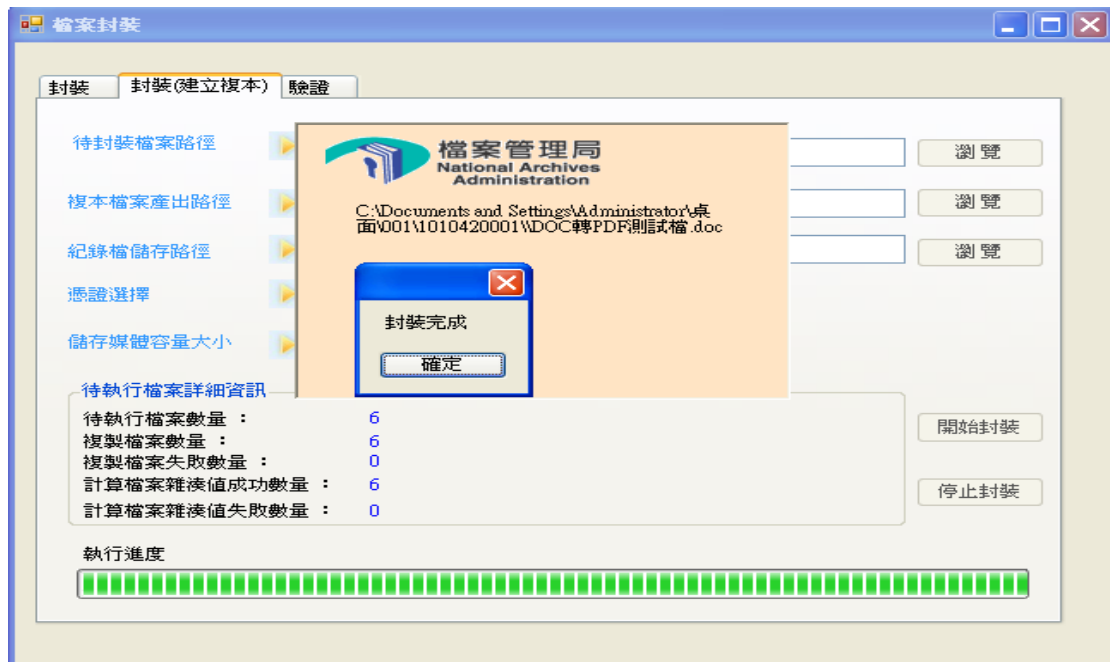 檔案封裝
封裝
封裝(建立複本)
驗證
待封裝檔案路徑
瀏覽
複本檔案產出路徑
瀏覽
紀錄檔儲存路徑
瀏覽
憑證選擇
儲存媒體容量大小
檔案管理局
National Archives
Administration
C:\Documents and Settings\Administrator\桌
面\001\1010420001\\DOC轉PDF測試檔.doc
封裝完成
確定
待執行檔案詳細資訊
待執行檔案數量 : 6
複製檔案數量 : 6
複製檔案失敗數量 : 0
計算檔案雜湊值成功數量 : 6
計算檔案雜湊值失敗數量 : 0
開始封裝
停止封裝
執行進度